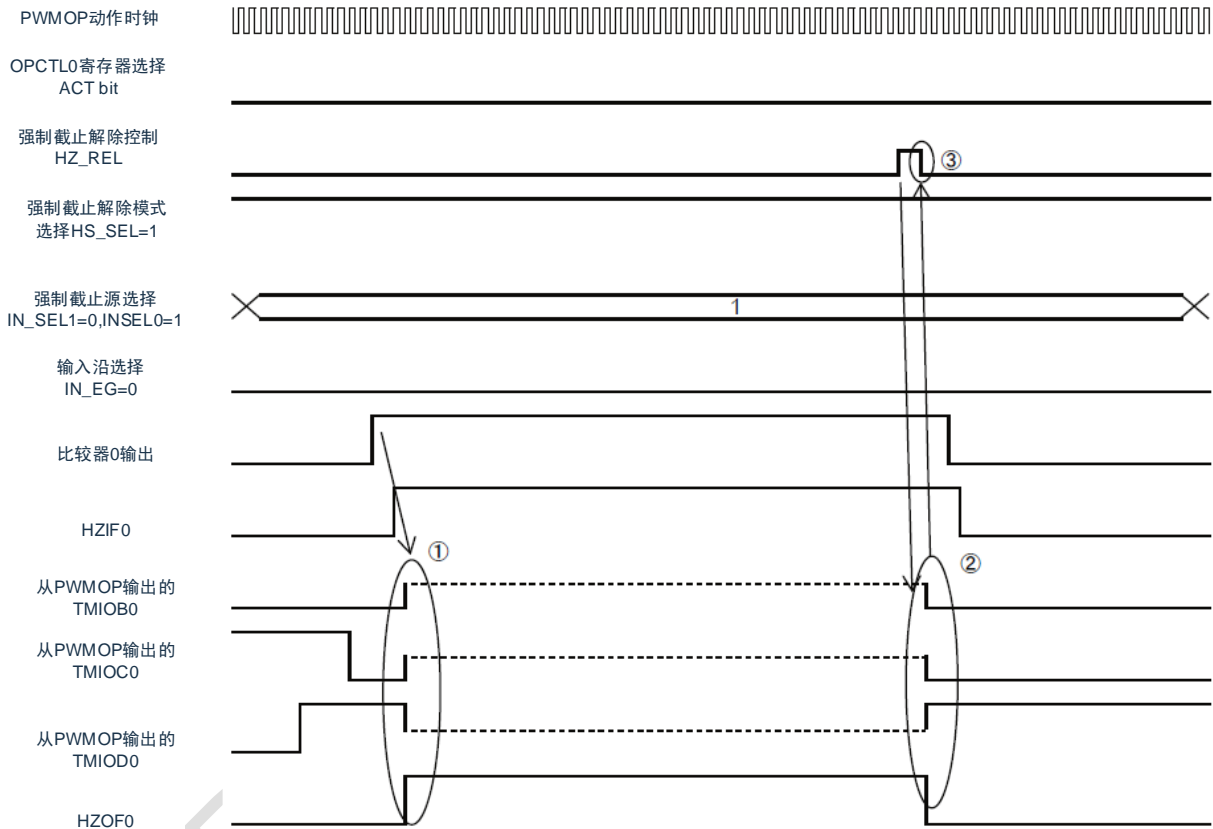 PWMOP动作时钟
OPCTL0寄存器选择
ACT bit
强制截止解除控制
HZ_REL
③
强制截止解除模式
选择HS_SEL=1
强制截止源选择
IN_SEL1=0,INSEL0=1
1
输入沿选择
IN_EG=0
比较器0输出
HZIF0
①
②
从PWMOP输出的
TMIOB0
从PWMOP输出的
TMIOC0
从PWMOP输出的
TMIOD0
HZOF0